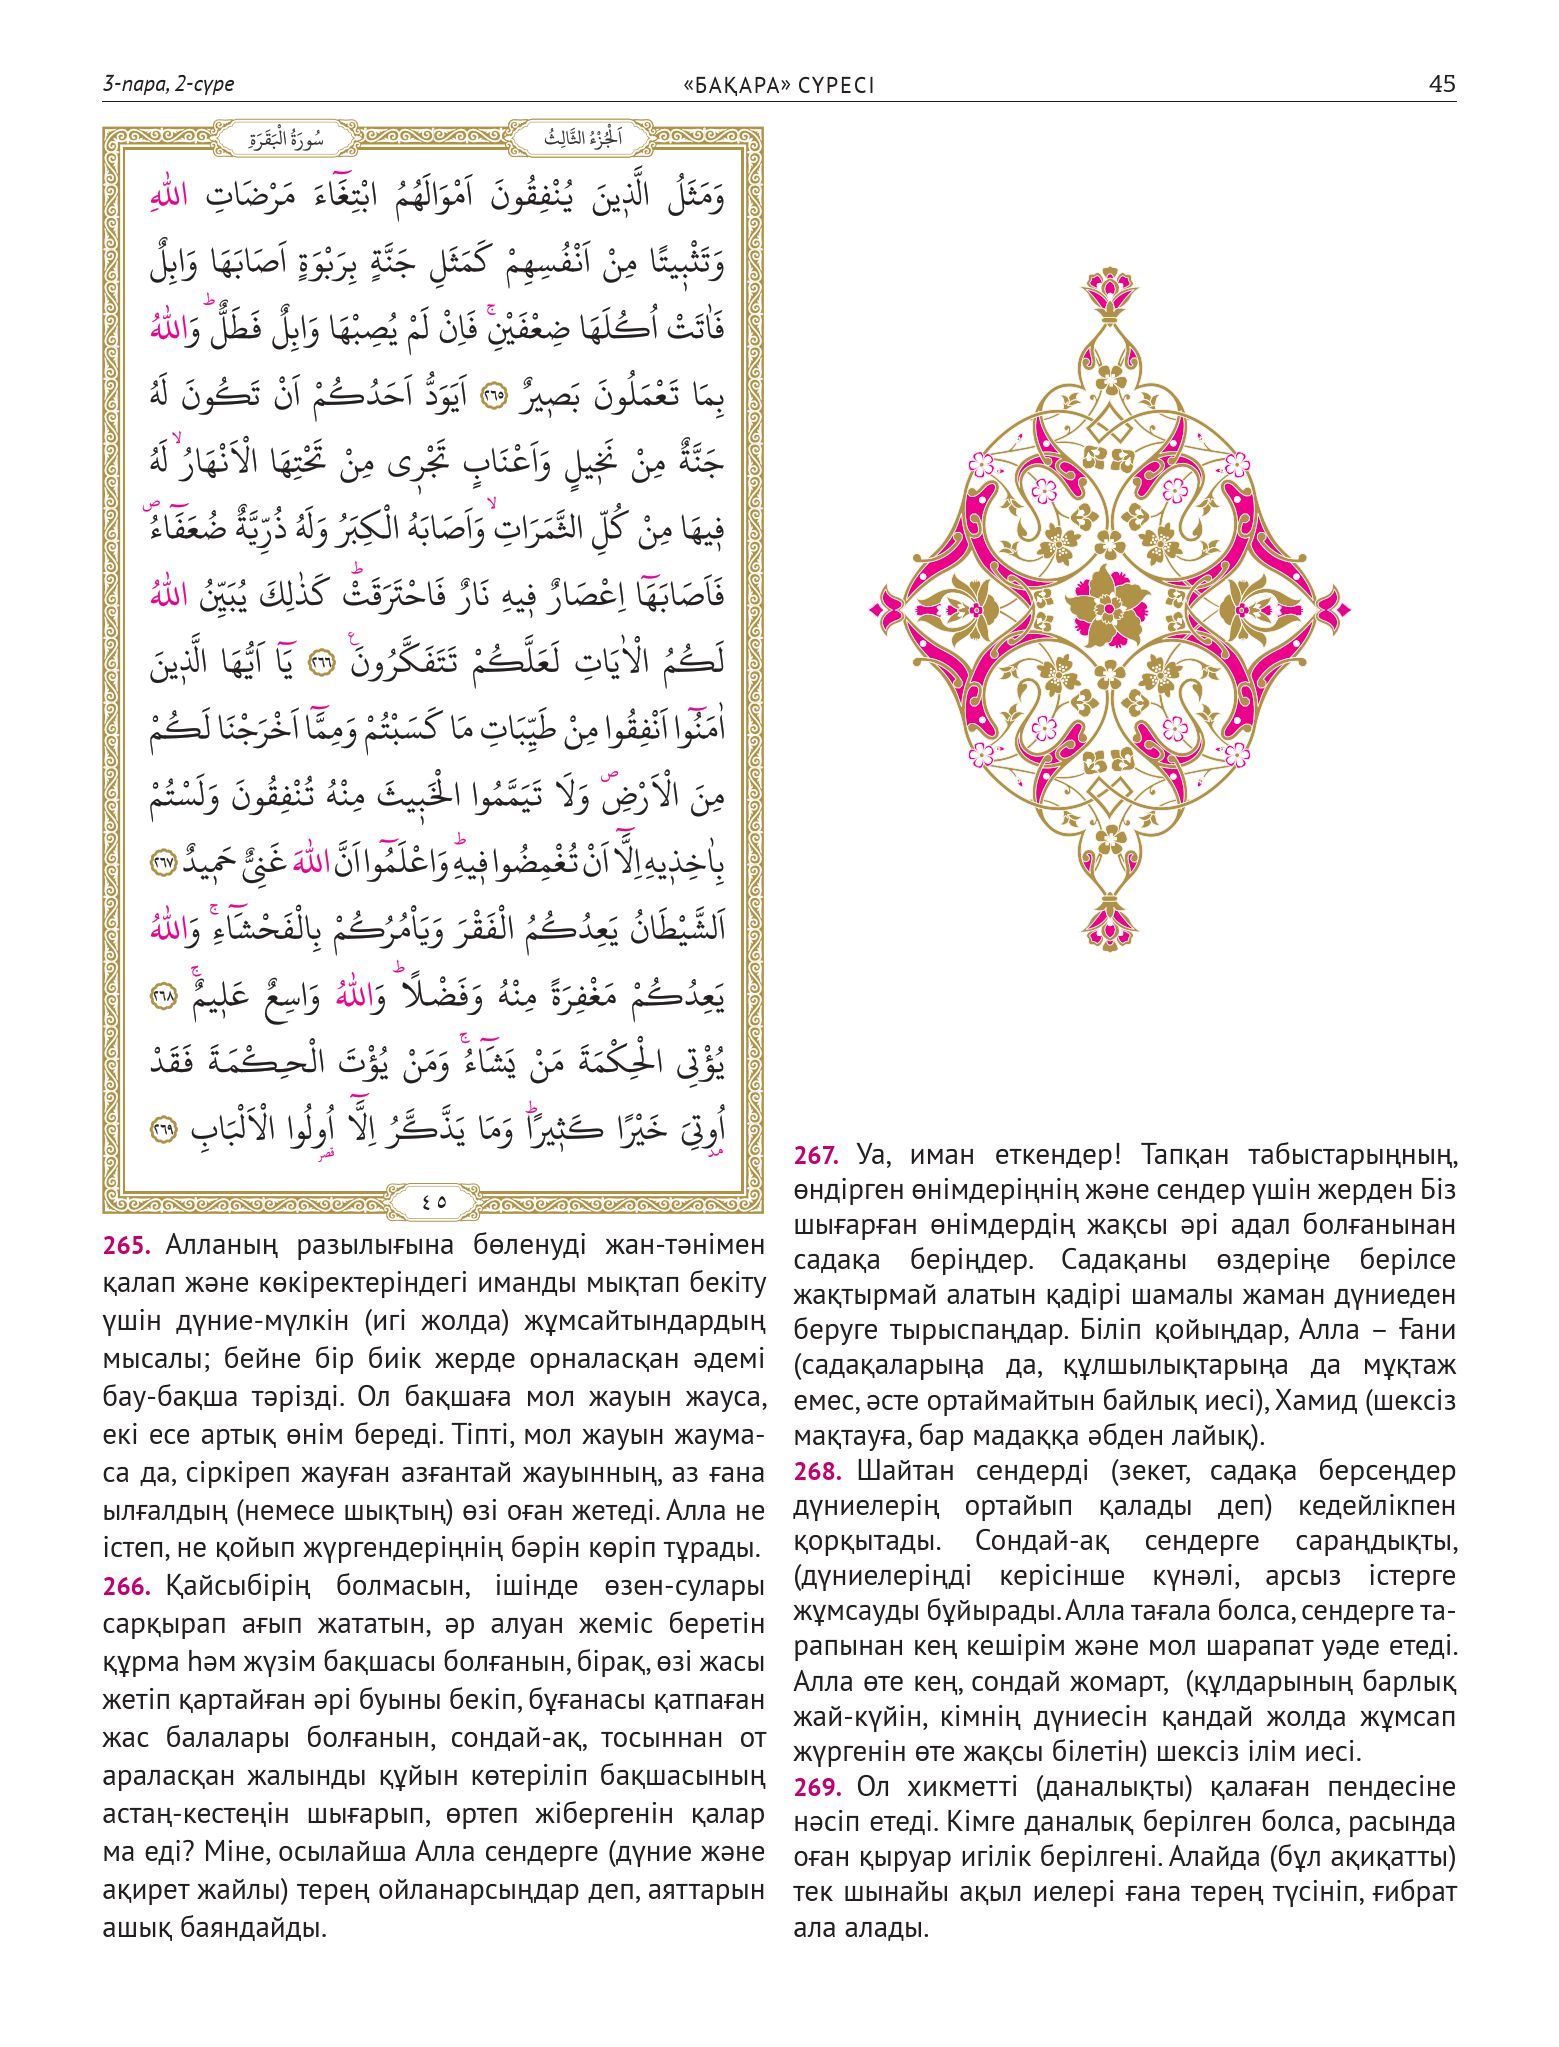 3-пара, 2-сүре
«БАҚАРА» СҮРЕСІ
45
اَلْجُزْءُ الثَّالِثُ
سُورَةُ الْبَقَرَةِ
وَمَثَلُ الَّذ۪ينَ يُنْفِقُونَ اَمْوَالَهُمُ ابْتِغَٓاءَ مَرْضَاتِ اللّٰهِ
وَتَثْب۪يتًا مِنْ اَنْفُسِهِمْ كَمَثَلِ جَنَّةٍ بِرَبْوَةٍ اَصَابَهَا وَابِلٌ
فَاٰتَتْ اُكُلَهَا ضِعْفَيْنِۚ فَاِنْ لَمْ يُصِبْهَا وَابِلٌ فَطَلٌّۜ وَاللّٰهُ
بِمَا تَعْمَلُونَ بَص۪يرٌ ﴿٢٦٥﴾ اَيَوَدُّ اَحَدُكُمْ اَنْ تَكُونَ لَهُ
جَنَّةٌ مِنْ نَخ۪يلٍ وَاَعْنَابٍ تَجْر۪ى مِنْ تَحْتِهَا الْاَنْهَارُۙ لَهُ
ف۪يهَا مِنْ كُلِّ الثَّمَرَاتِۙ وَاَصَابَهُ الْكِبَرُ وَلَهُ ذُرِّيَّةٌ ضُعَفَٓاءُۖ
فَاَصَابَهَٓا اِعْصَارٌ ف۪يهِ نَارٌ فَاحْتَرَقَتْۜ كَذٰلِكَ يُبَيِّنُ اللّٰهُ
لَكُمُ الْاٰيَاتِ لَعَلَّكُمْ تَتَفَكَّرُونَ۟ ﴿٢٦٦﴾ يَٓا اَيُّهَا الَّذ۪ينَ
اٰمَنُٓوا اَنْفِقُوا مِنْ طَيِّبَاتِ مَا كَسَبْتُمْ وَمِمَّٓا اَخْرَجْنَا لَكُمْ
مِنَ الْاَرْضِۖ وَلَا تَيَمَّمُوا الْخَب۪يثَ مِنْهُ تُنْفِقُونَ وَلَسْتُمْ
بِاٰخِذ۪يهِ اِلَّٓا اَنْ تُغْمِضُوا ف۪يهِۜ وَاعْلَمُٓوا اَنَّ اللّٰهَ غَنِىٌّ حَم۪يدٌ ﴿٢٦٧﴾
اَلشَّيْطَانُ يَعِدُكُمُ الْفَقْرَ وَيَأْمُرُكُمْ بِالْفَحْشَٓاءِۚ وَاللّٰهُ
يَعِدُكُمْ مَغْفِرَةً مِنْهُ وَفَضْلًاۜ وَاللّٰهُ وَاسِعٌ عَل۪يمٌۚ ﴿٢٦٨﴾
يُؤْتِى الْحِكْمَةَ مَنْ يَشَٓاءُۚ وَمَنْ يُؤْتَ الْحِكْمَةَ فَقَدْ
اُو۫تِىَ خَيْرًا كَث۪يرًاۜ وَمَا يَذَّكَّرُ اِلَّٓا اُو۬لُوا الْاَلْبَابِ ﴿٢٦٩﴾
مد
قصر
٤٥
265. Алланың разылығына бөленуді жан-тәнімен
қалап және көкіректеріндегі иманды мықтап бекіту
үшін дүние-мүлкін (игі жолда) жұмсайтындардың
мысалы; бейне бір биік жерде орналасқан әдемі
бау-бақша тәрізді. Ол бақшаға мол жауын жауса,
екі есе артық өнім береді. Тіпті, мол жауын жаума-
са да, сіркіреп жауған азғантай жауынның, аз ғана
ылғалдың (немесе шықтың) өзі оған жетеді. Алла не
істеп, не қойып жүргендеріңнің бәрін көріп тұрады.
266. Қайсыбірің болмасын, ішінде өзен-сулары
сарқырап ағып жататын, әр алуан жеміс беретін
құрма һәм жүзім бақшасы болғанын, бірақ, өзі жасы
жетіп қартайған әрі буыны бекіп, бұғанасы қатпаған
жас балалары болғанын, сондай-ақ, тосыннан от
араласқан жалынды құйын көтеріліп бақшасының
астаң-кестеңін шығарып, өртеп жібергенін қалар
ма еді? Міне, осылайша Алла сендерге (дүние және
ақирет жайлы) терең ойланарсыңдар деп, аяттарын
ашық баяндайды.
267. Уа, иман еткендер! Тапқан табыстарыңның,
өндірген өнімдеріңнің және сендер үшін жерден Біз
шығарған өнімдердің жақсы әрі адал болғанынан
садақа беріңдер. Садақаны өздеріңе берілсе
жақтырмай алатын қадірі шамалы жаман дүниеден
беруге тырыспаңдар. Біліп қойыңдар, Алла – Ғани
(садақаларыңа да, құлшылықтарыңа да мұқтаж
емес, әсте ортаймайтын байлық иесі), Хамид (шексіз
мақтауға, бар мадаққа әбден лайық).
268. Шайтан сендерді (зекет, садақа берсеңдер
дүниелерің ортайып қалады деп) кедейлікпен
қорқытады. Сондай-ақ сендерге сараңдықты,
(дүниелеріңді керісінше күнәлі, арсыз істерге
жұмсауды бұйырады. Алла тағала болса, сендерге та-
рапынан кең кешірім және мол шарапат уәде етеді.
Алла өте кең, сондай жомарт, (құлдарының барлық
жай-күйін, кімнің дүниесін қандай жолда жұмсап
жүргенін өте жақсы білетін) шексіз ілім иесі.
269. Ол хикметті (даналықты) қалаған пендесіне
нәсіп етеді. Кімге даналық берілген болса, расында
оған қыруар игілік берілгені. Алайда (бұл ақиқатты)
тек шынайы ақыл иелері ғана терең түсініп, ғибрат
ала алады.